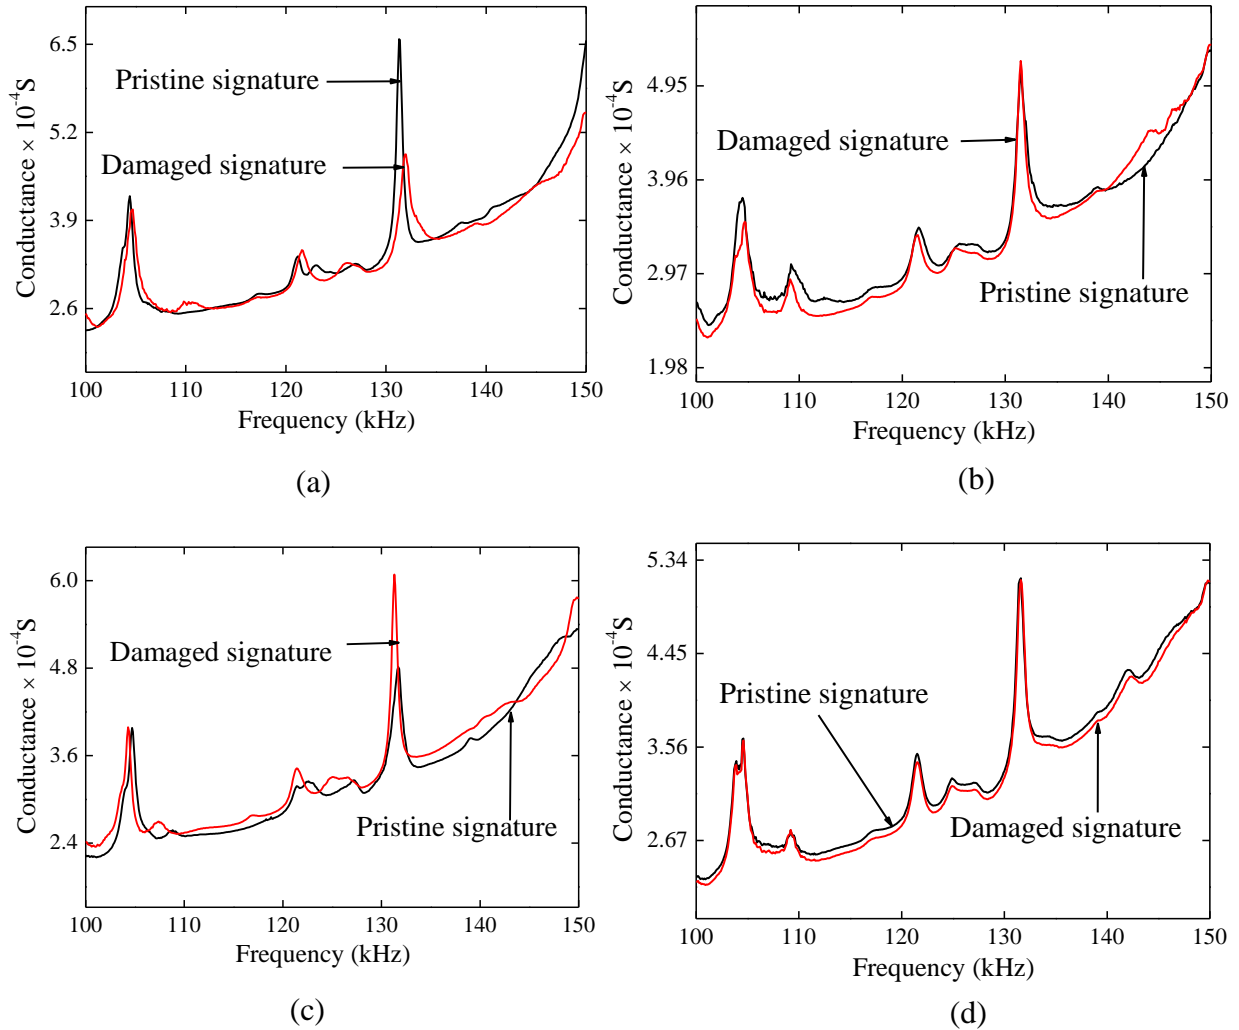 6.5
5.2
3.9
2.6
Conductance × 10⁻⁴S
Pristine signature
Damaged signature
100 110 120 130 140 150
Frequency (kHz)
(a)
4.95
3.96
2.97
1.98
Conductance × 10⁻⁴S
Damaged signature
Pristine signature
100 110 120 130 140 150
Frequency (kHz)
(b)
6.0
4.8
3.6
2.4
Conductance × 10⁻⁴S
Damaged signature
Pristine signature
100 110 120 130 140 150
Frequency (kHz)
(c)
5.34
4.45
3.56
2.67
Conductance × 10⁻⁴S
Pristine signature
Damaged signature
100 110 120 130 140 150
Frequency (kHz)
(d)